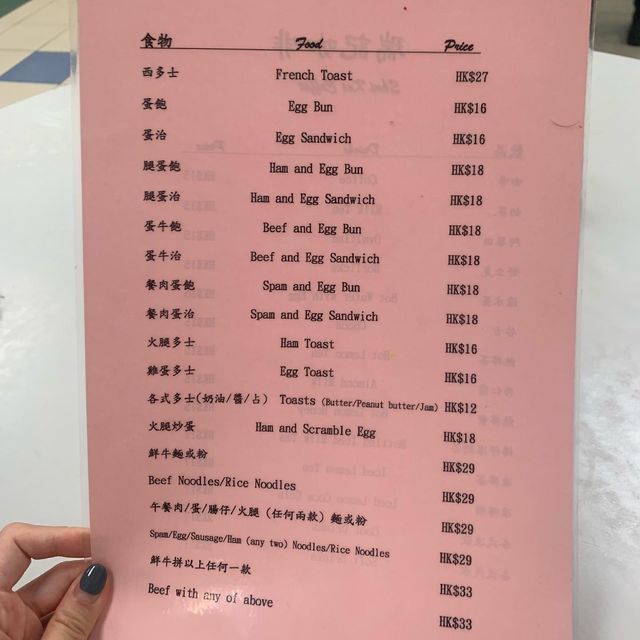 食物 Food Price
西多士 French Toast HK$27
蛋飽 Egg Bun HK$16
蛋治 Egg Sandwich HK$16
腿蛋飽 Ham and Egg Bun HK$18
腿蛋治 Ham and Egg Sandwich HK$18
蛋牛飽 Beef and Egg Bun HK$18
蛋牛治 Beef and Egg Sandwich HK$18
餐肉蛋飽 Spam and Egg Bun HK$18
餐肉蛋治 Spam and Egg Sandwich HK$18
火腿多士 Ham Toast HK$16
雞蛋多士 Egg Toast HK$16
各式多士(奶油/醬/占) Toasts (Butter/Peanut butter/Jam) HK$12
火腿炒蛋 Ham and Scramble Egg HK$18
鮮牛麵或粉 HK$29
Beef Noodles/Rice Noodles HK$29
午餐肉/蛋/腸仔/火腿 (任何兩款) 麵或粉 HK$29
Spam/Egg/Sausage/Ham (any two) Noodles/Rice Noodles HK$29
鮮牛拼以上任何一款 HK$33
Beef with any of above HK$33